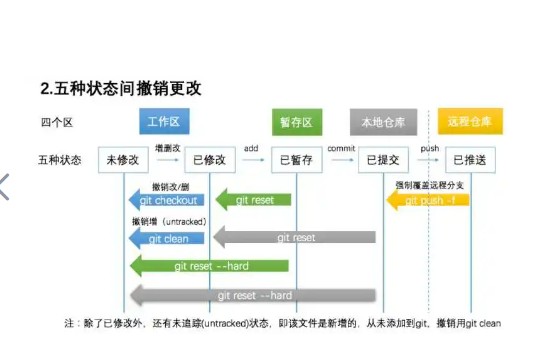 2.五种状态间撤销更改
四个区 工作区 暂存区 本地仓库 远程仓库
增删改 add commit push
五种状态 未修改 已修改 已暂存 已提交 已推送
撤销改/删 强制覆盖远程分支
git checkout git reset git push -f
撤销增（untracked)
git clean git reset
git reset --hard
git reset --hard
注：除了已修改外，还有未追踪(untracked)状态，即该文件是新增的，从未添加到git，撤销用git clean